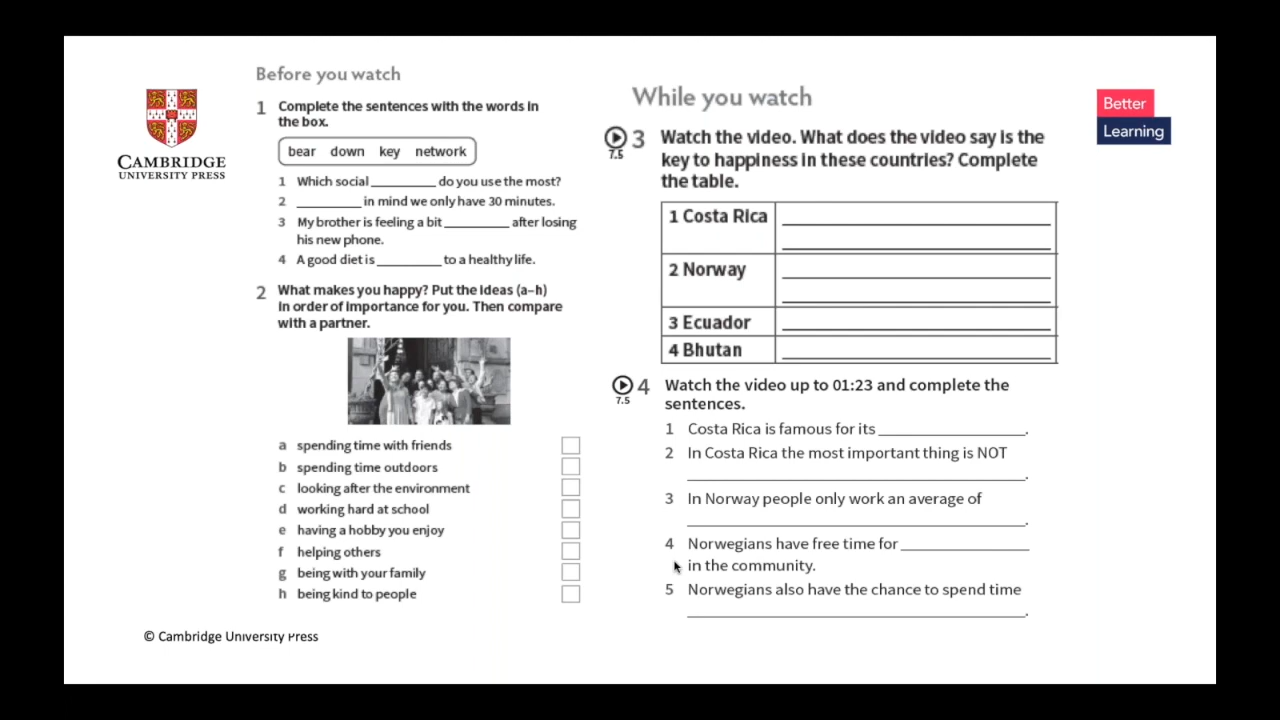 CAMBRIDGE
UNIVERSITY PRESS
Before you watch
1 Complete the sentences with the words in
the box.
bear down key network
1 Which social __________ do you use the most?
2 __________ in mind we only have 30 minutes.
3 My brother is feeling a bit __________ after losing
his new phone.
4 A good diet is __________ to a healthy life.
2 What makes you happy? Put the ideas (a–h)
in order of importance for you. Then compare
with a partner.
a spending time with friends
b spending time outdoors
c looking after the environment
d working hard at school
e having a hobby you enjoy
f helping others
g being with your family
h being kind to people
© Cambridge University Press
While you watch
7.5
3 Watch the video. What does the video say is the
key to happiness in these countries? Complete
the table.
1 Costa Rica
2 Norway
3 Ecuador
4 Bhutan
7.5
4 Watch the video up to 01:23 and complete the
sentences.
1 Costa Rica is famous for its __________.
2 In Costa Rica the most important thing is NOT
__________.
3 In Norway people only work an average of
__________.
4 Norwegians have free time for __________
in the community.
5 Norwegians also have the chance to spend time
__________.
Better
Learning